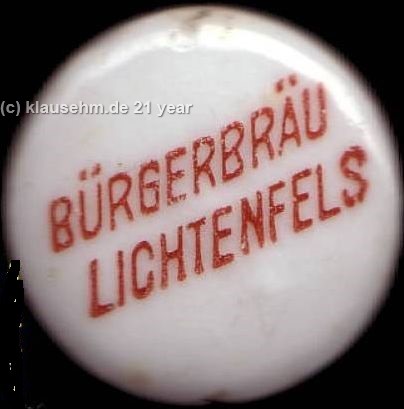 (c) klausehm.de 21 year
BÜRGERBRÄU
LICHTENFELS